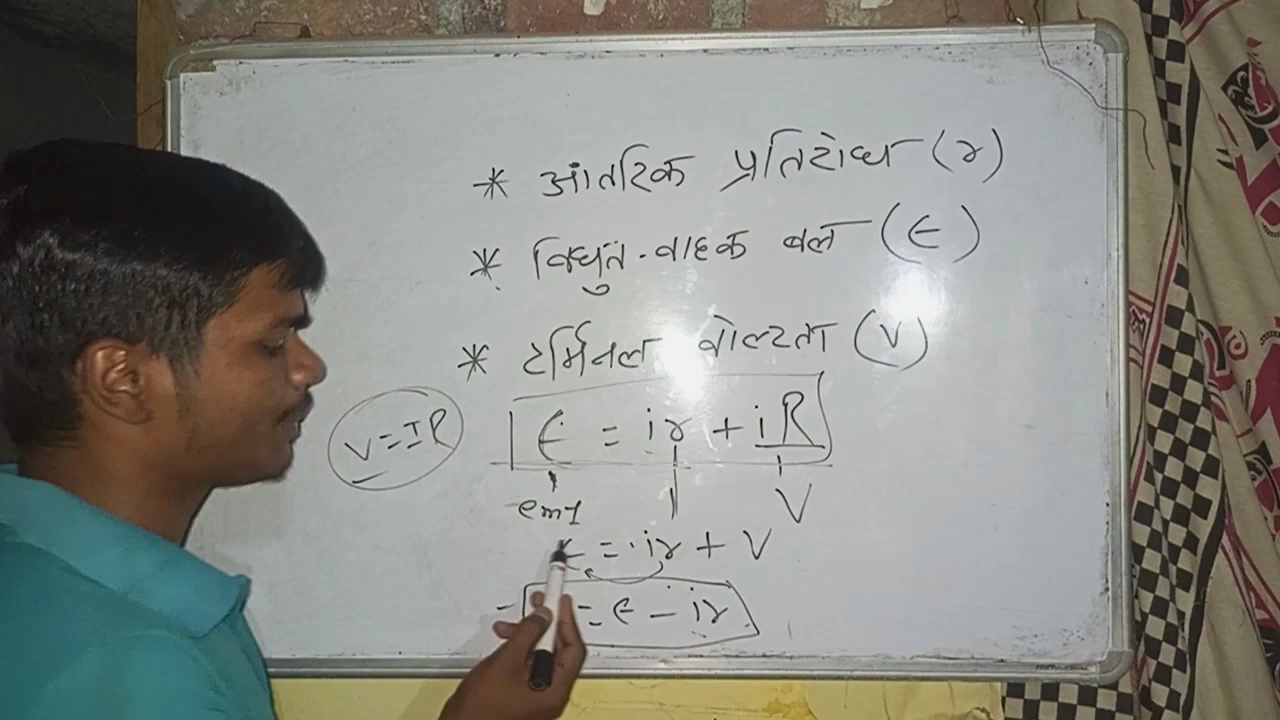 * आंतरिक प्रतिरोध (r)
* विधुत-वाहक बल (ε)
* टर्मिनल वोल्टता (V)
V=IR
ε = ir + iR
emf
V
= ir + V
= ε - ir